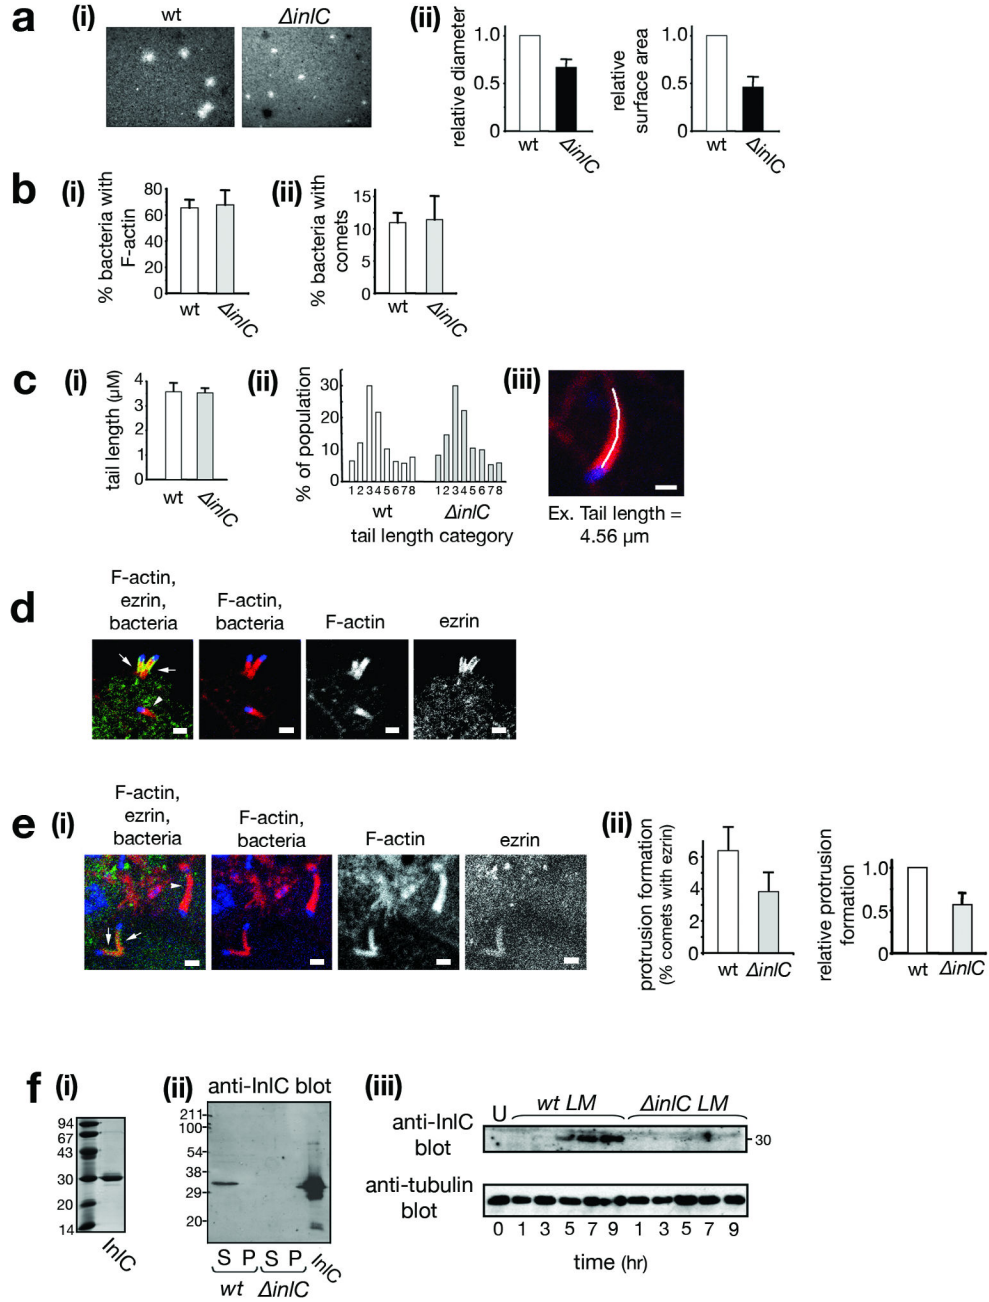 a (i) wt ΔinlC (ii)
relative diameter
1.0
0.5
0
wt ΔinlC
relative
surface area
1.0
0.5
0
wt ΔinlC
b (i)
% bacteria with
F-actin
80
60
40
20
0
wt ΔinlC
(ii)
% bacteria with
comets
15
10
5
0
wt ΔinlC
c (i)
tail length (µM)
4
3
2
1
0
wt ΔinlC
(ii)
% of population
30
20
10
0
1 2 3 4 5 6 7 8 1 2 3 4 5 6 7 8
wt ΔinlC
tail length category
(iii)
Ex. Tail length =
4.56 µm
d
F-actin,
ezrin,
bacteria
F-actin,
bacteria
F-actin
ezrin
e (i)
F-actin,
ezrin,
bacteria
F-actin,
bacteria
F-actin
ezrin
(ii)
protrusion formation
(% comets with ezrin)
6
4
2
0
wt ΔinlC
relative protrusion
formation
1.0
0.5
0
wt ΔinlC
f (i)
94
67
43
30
20
14
InlC
(ii)
anti-InlC blot
211
100
54
38
29
20
S P S P InlC
wt ΔinlC
(iii)
U wt LM ΔinlC LM
anti-InlC
blot
30
anti-tubulin
blot
0 1 3 5 7 9 1 3 5 7 9
time (hr)